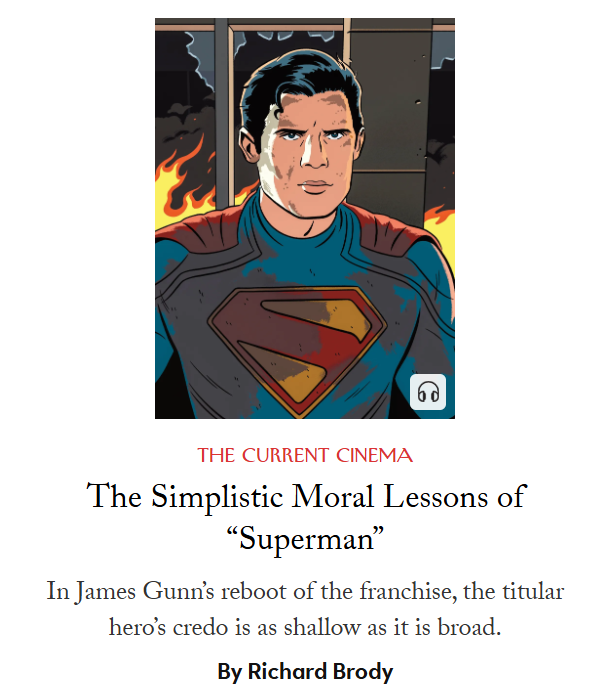 THE CURRENT CINEMA
The Simplistic Moral Lessons of
“Superman”
In James Gunn’s reboot of the franchise, the titular
hero’s credo is as shallow as it is broad.
By Richard Brody